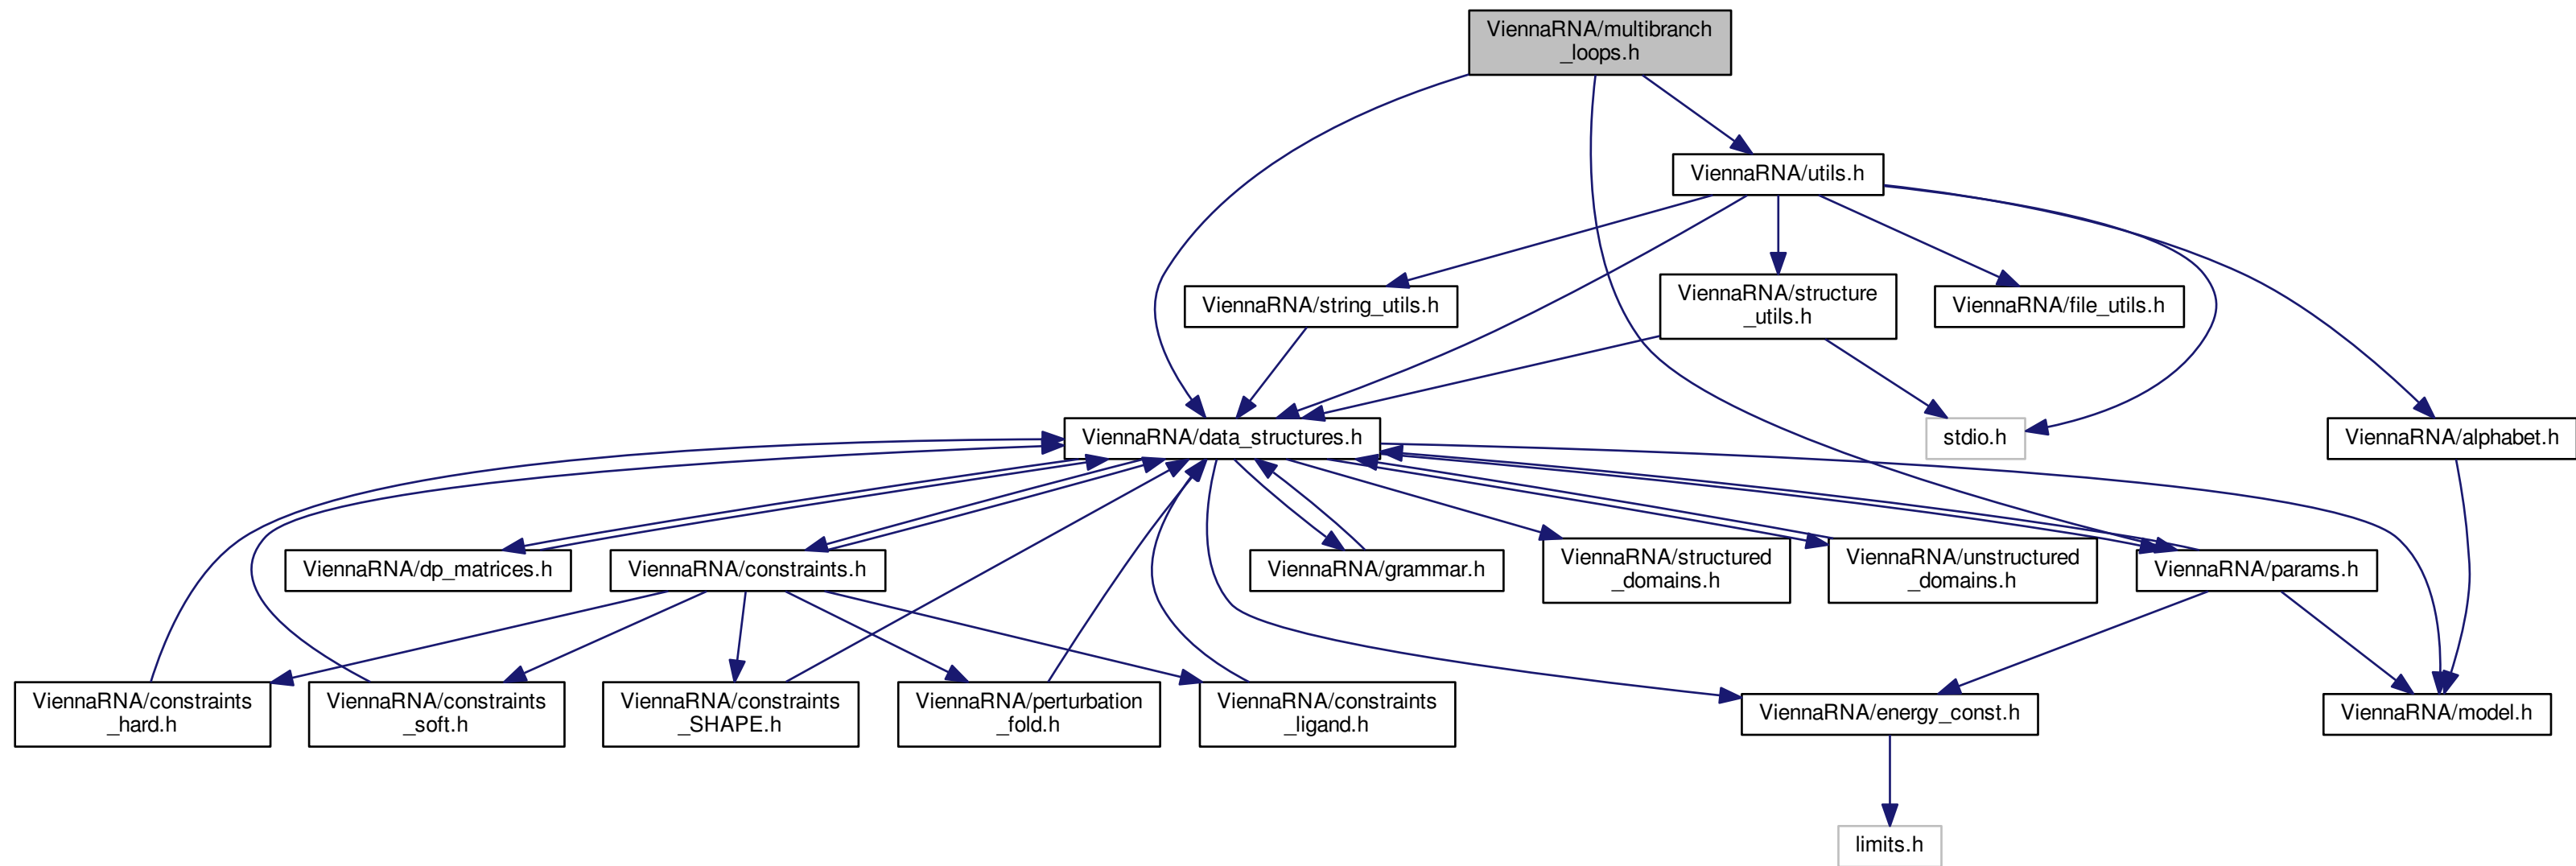 ViennaRNA/multibranch
_loops.h
ViennaRNA/utils.h
ViennaRNA/string_utils.h
ViennaRNA/structure
_utils.h
ViennaRNA/file_utils.h
ViennaRNA/data_structures.h
stdio.h
ViennaRNA/alphabet.h
ViennaRNA/dp_matrices.h
ViennaRNA/constraints.h
ViennaRNA/grammar.h
ViennaRNA/structured
_domains.h
ViennaRNA/unstructured
_domains.h
ViennaRNA/params.h
ViennaRNA/constraints
_hard.h
ViennaRNA/constraints
_soft.h
ViennaRNA/constraints
_SHAPE.h
ViennaRNA/perturbation
_fold.h
ViennaRNA/constraints
_ligand.h
ViennaRNA/energy_const.h
ViennaRNA/model.h
limits.h